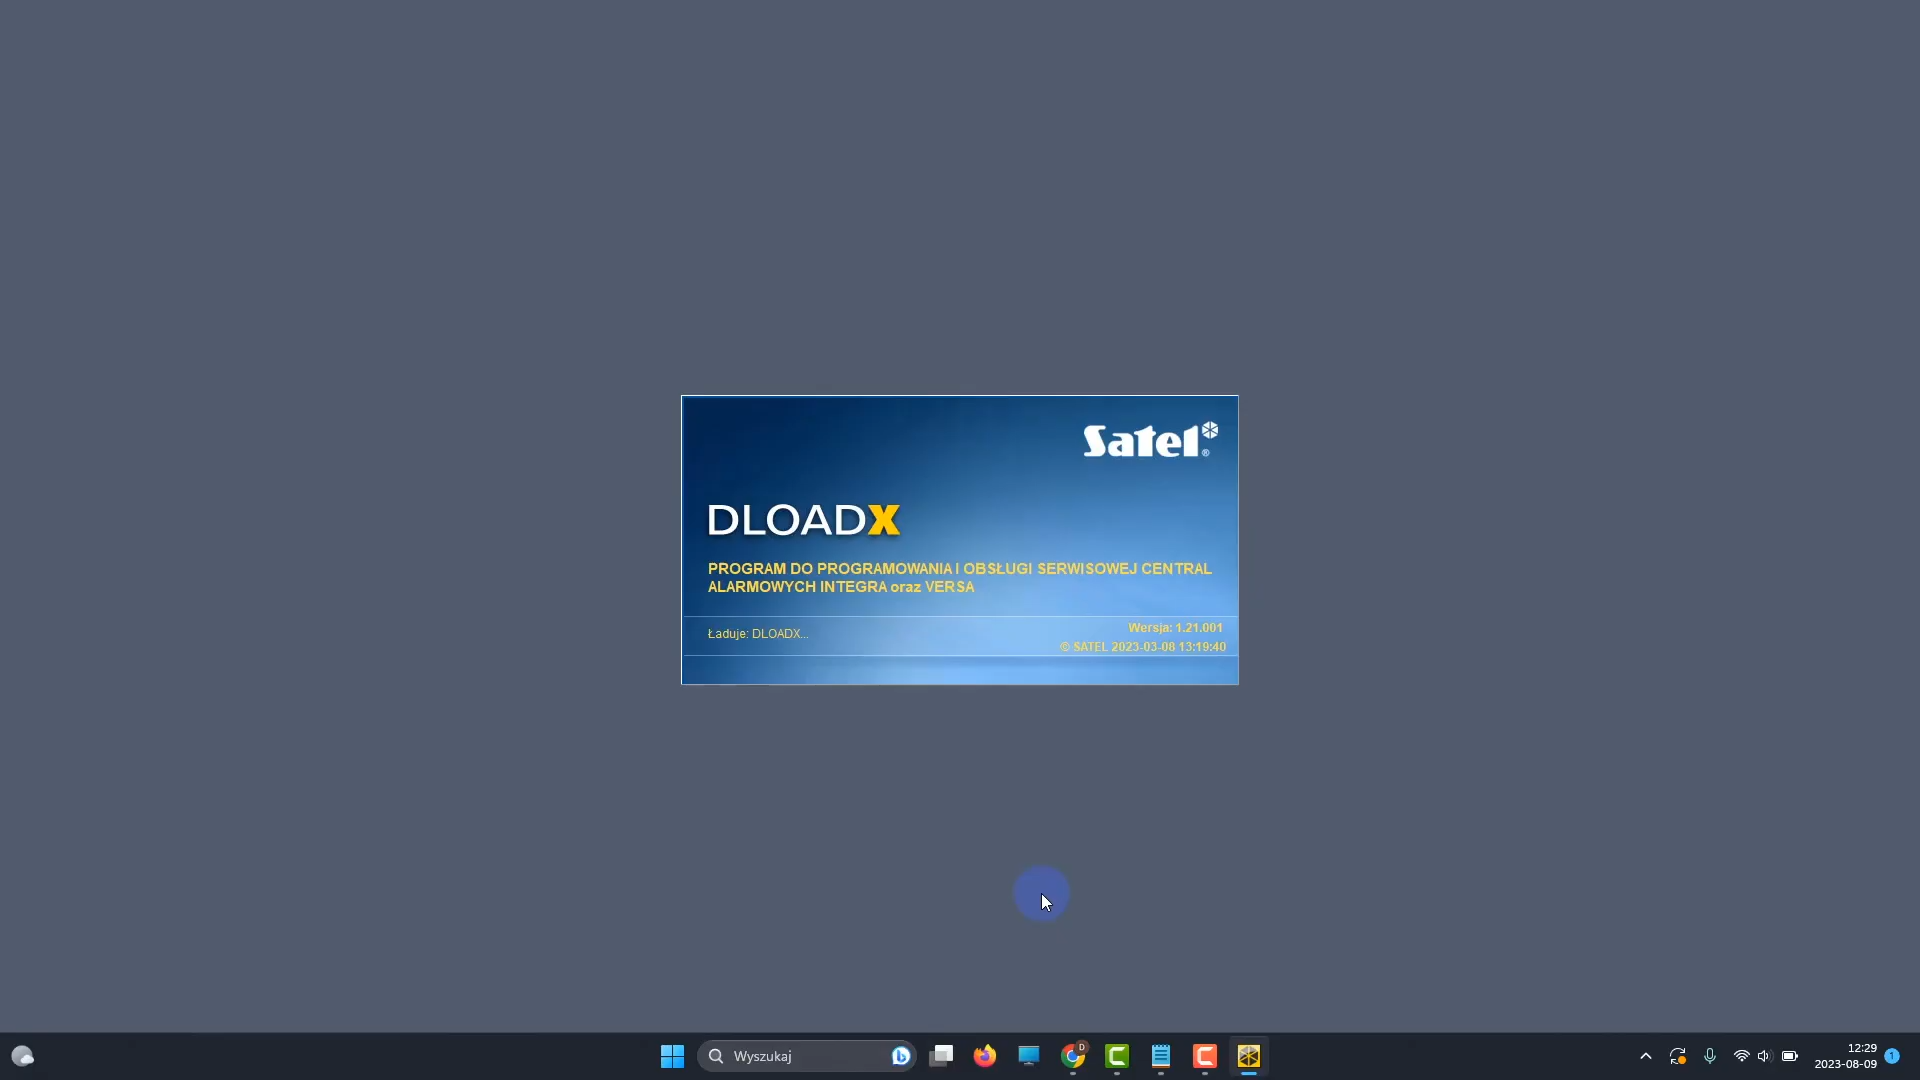 Satel®
DLOADX
PROGRAM DO PROGRAMOWANIA I OBSŁUGI SERWISOWEJ CENTRAL
ALARMOWYCH INTEGRA oraz VERSA
Ładuje: DLOADX...
Wersja: 1.21.001
© SATEL 2023-03-08 13:19:40
Wyszukaj
D
12:29
2023-08-09
1